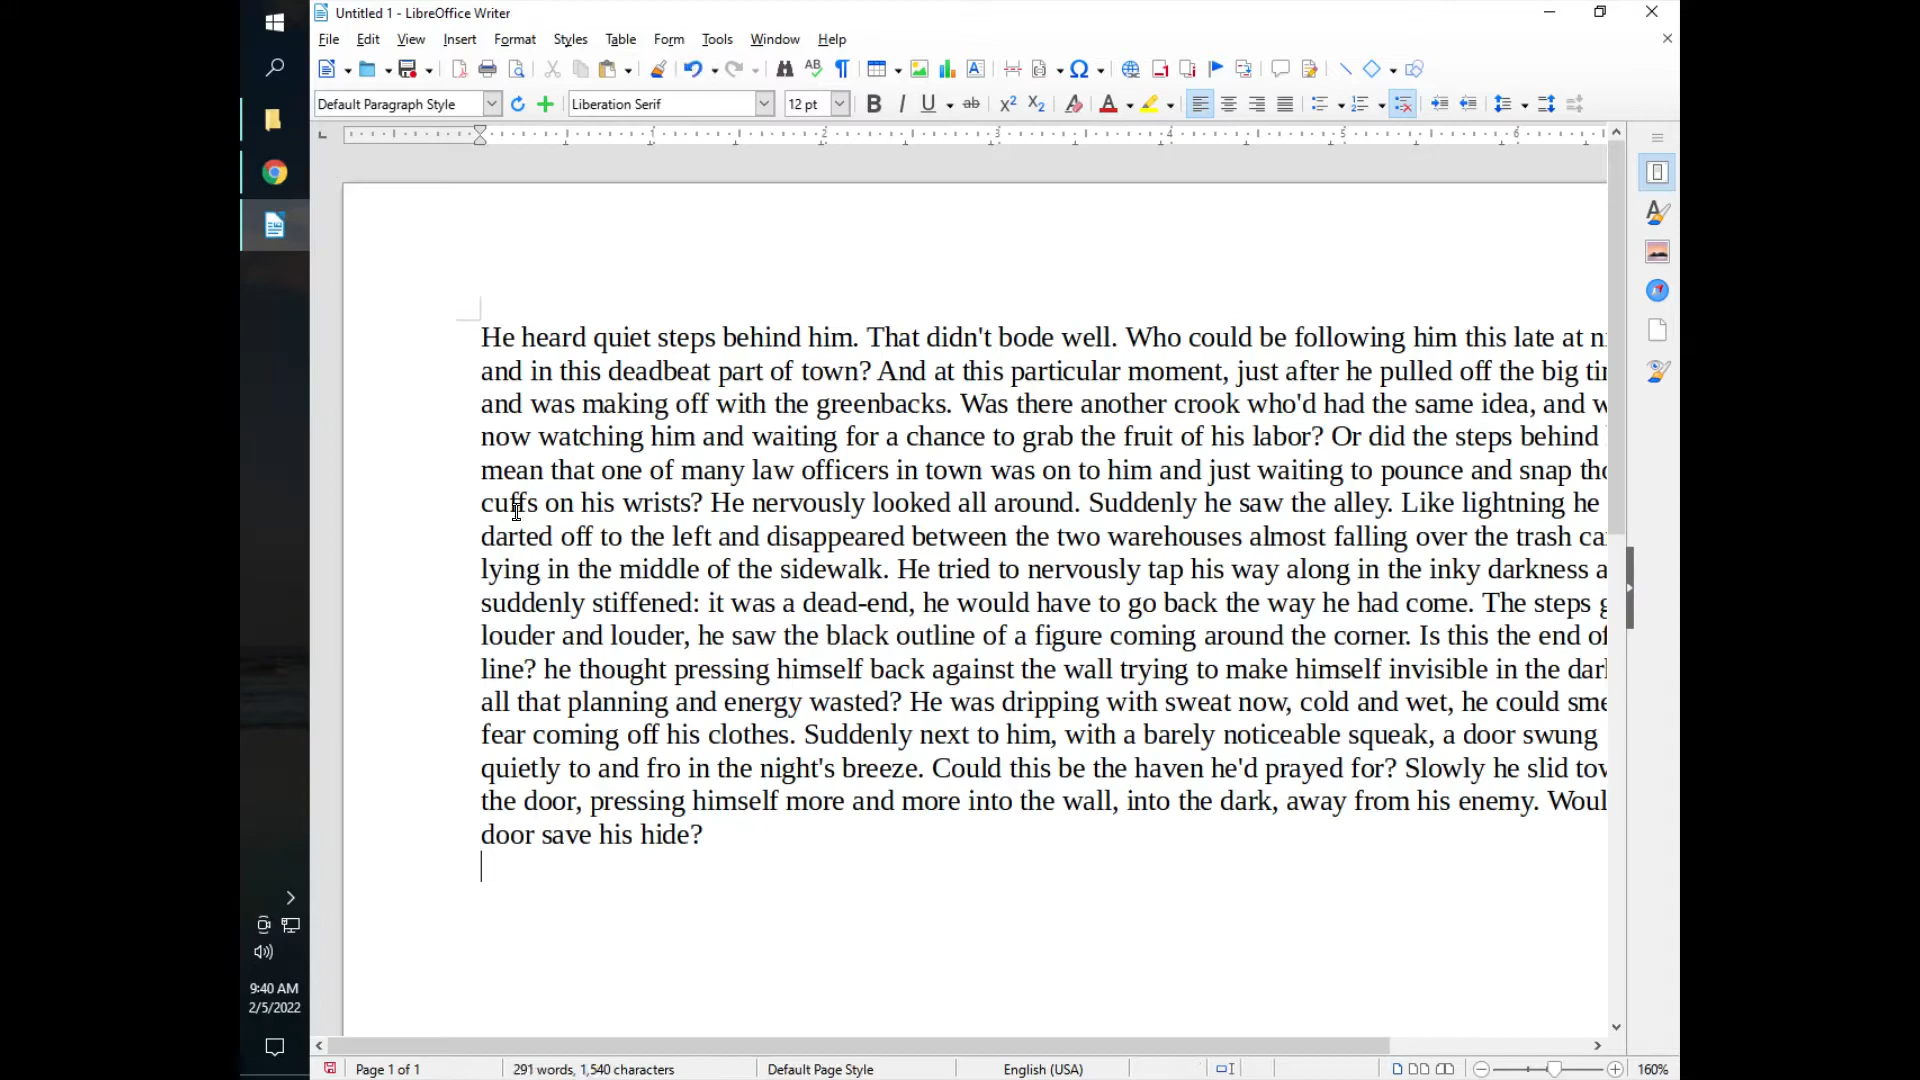 Untitled 1 - LibreOffice Writer
File Edit View Insert Format Styles Table Form Tools Window Help
Default Paragraph Style Liberation Serif 12 pt
1 2 3 4 5 6
He heard quiet steps behind him. That didn't bode well. Who could be following him this late at
and in this deadbeat part of town? And at this particular moment, just after he pulled off the big
and was making off with the greenbacks. Was there another crook who'd had the same idea, and
now watching him and waiting for a chance to grab the fruit of his labor? Or did the steps behind
mean that one of many law officers in town was on to him and just waiting to pounce and snap
cuffs on his wrists? He nervously looked all around. Suddenly he saw the alley. Like lightning he
darted off to the left and disappeared between the two warehouses almost falling over the trash
lying in the middle of the sidewalk. He tried to nervously tap his way along in the inky darkness
suddenly stiffened: it was a dead-end, he would have to go back the way he had come. The steps
louder and louder, he saw the black outline of a figure coming around the corner. Is this the end of
line? he thought pressing himself back against the wall trying to make himself invisible in the
all that planning and energy wasted? He was dripping with sweat now, cold and wet, he could
fear coming off his clothes. Suddenly next to him, with a barely noticeable squeak, a door swung
quietly to and fro in the night's breeze. Could this be the haven he'd prayed for? Slowly he slid
the door, pressing himself more and more into the wall, into the dark, away from his enemy.
door save his hide?
9:40 AM
2/5/2022
Page 1 of 1 291 words, 1,540 characters Default Page Style English (USA) 160%